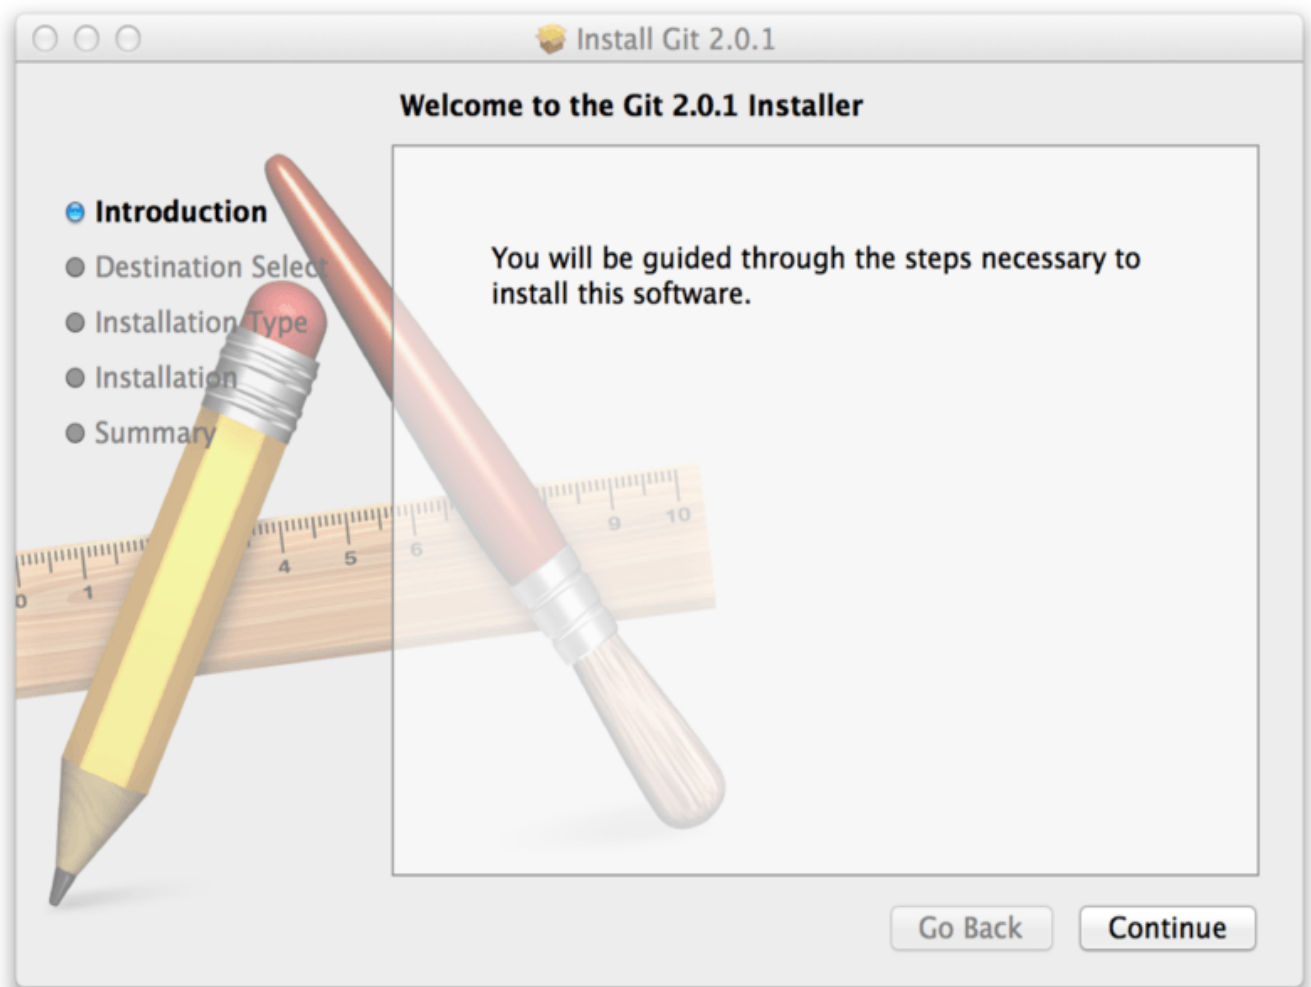 Install Git 2.0.1
Welcome to the Git 2.0.1 Installer
Introduction
Destination Select
Installation Type
Installation
Summary
You will be guided through the steps necessary to
install this software.
0 1 4 5 6 9 10
Go Back
Continue